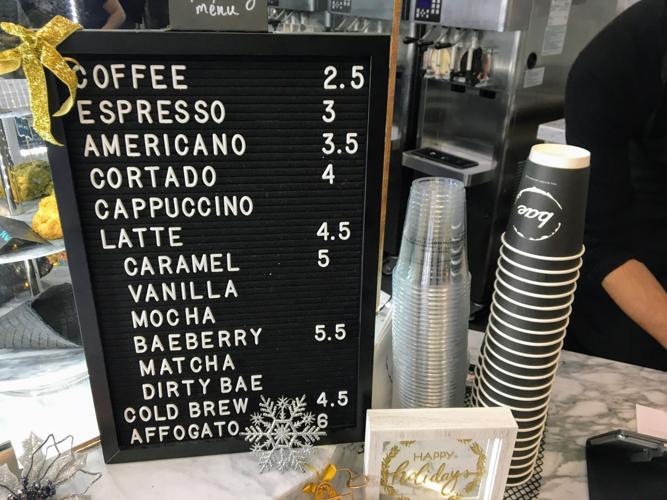 menu
COFFEE 2.5
ESPRESSO 3
AMERICANO 3.5
CORTADO 4
CAPPUCCINO
LATTE 4.5
CARAMEL 5
VANILLA
MOCHA
BAEBERRY 5.5
MATCHA
DIRTY BAE
COLD BREW 4.5
AFFOGATO 6
bae
HAPPY
holidays